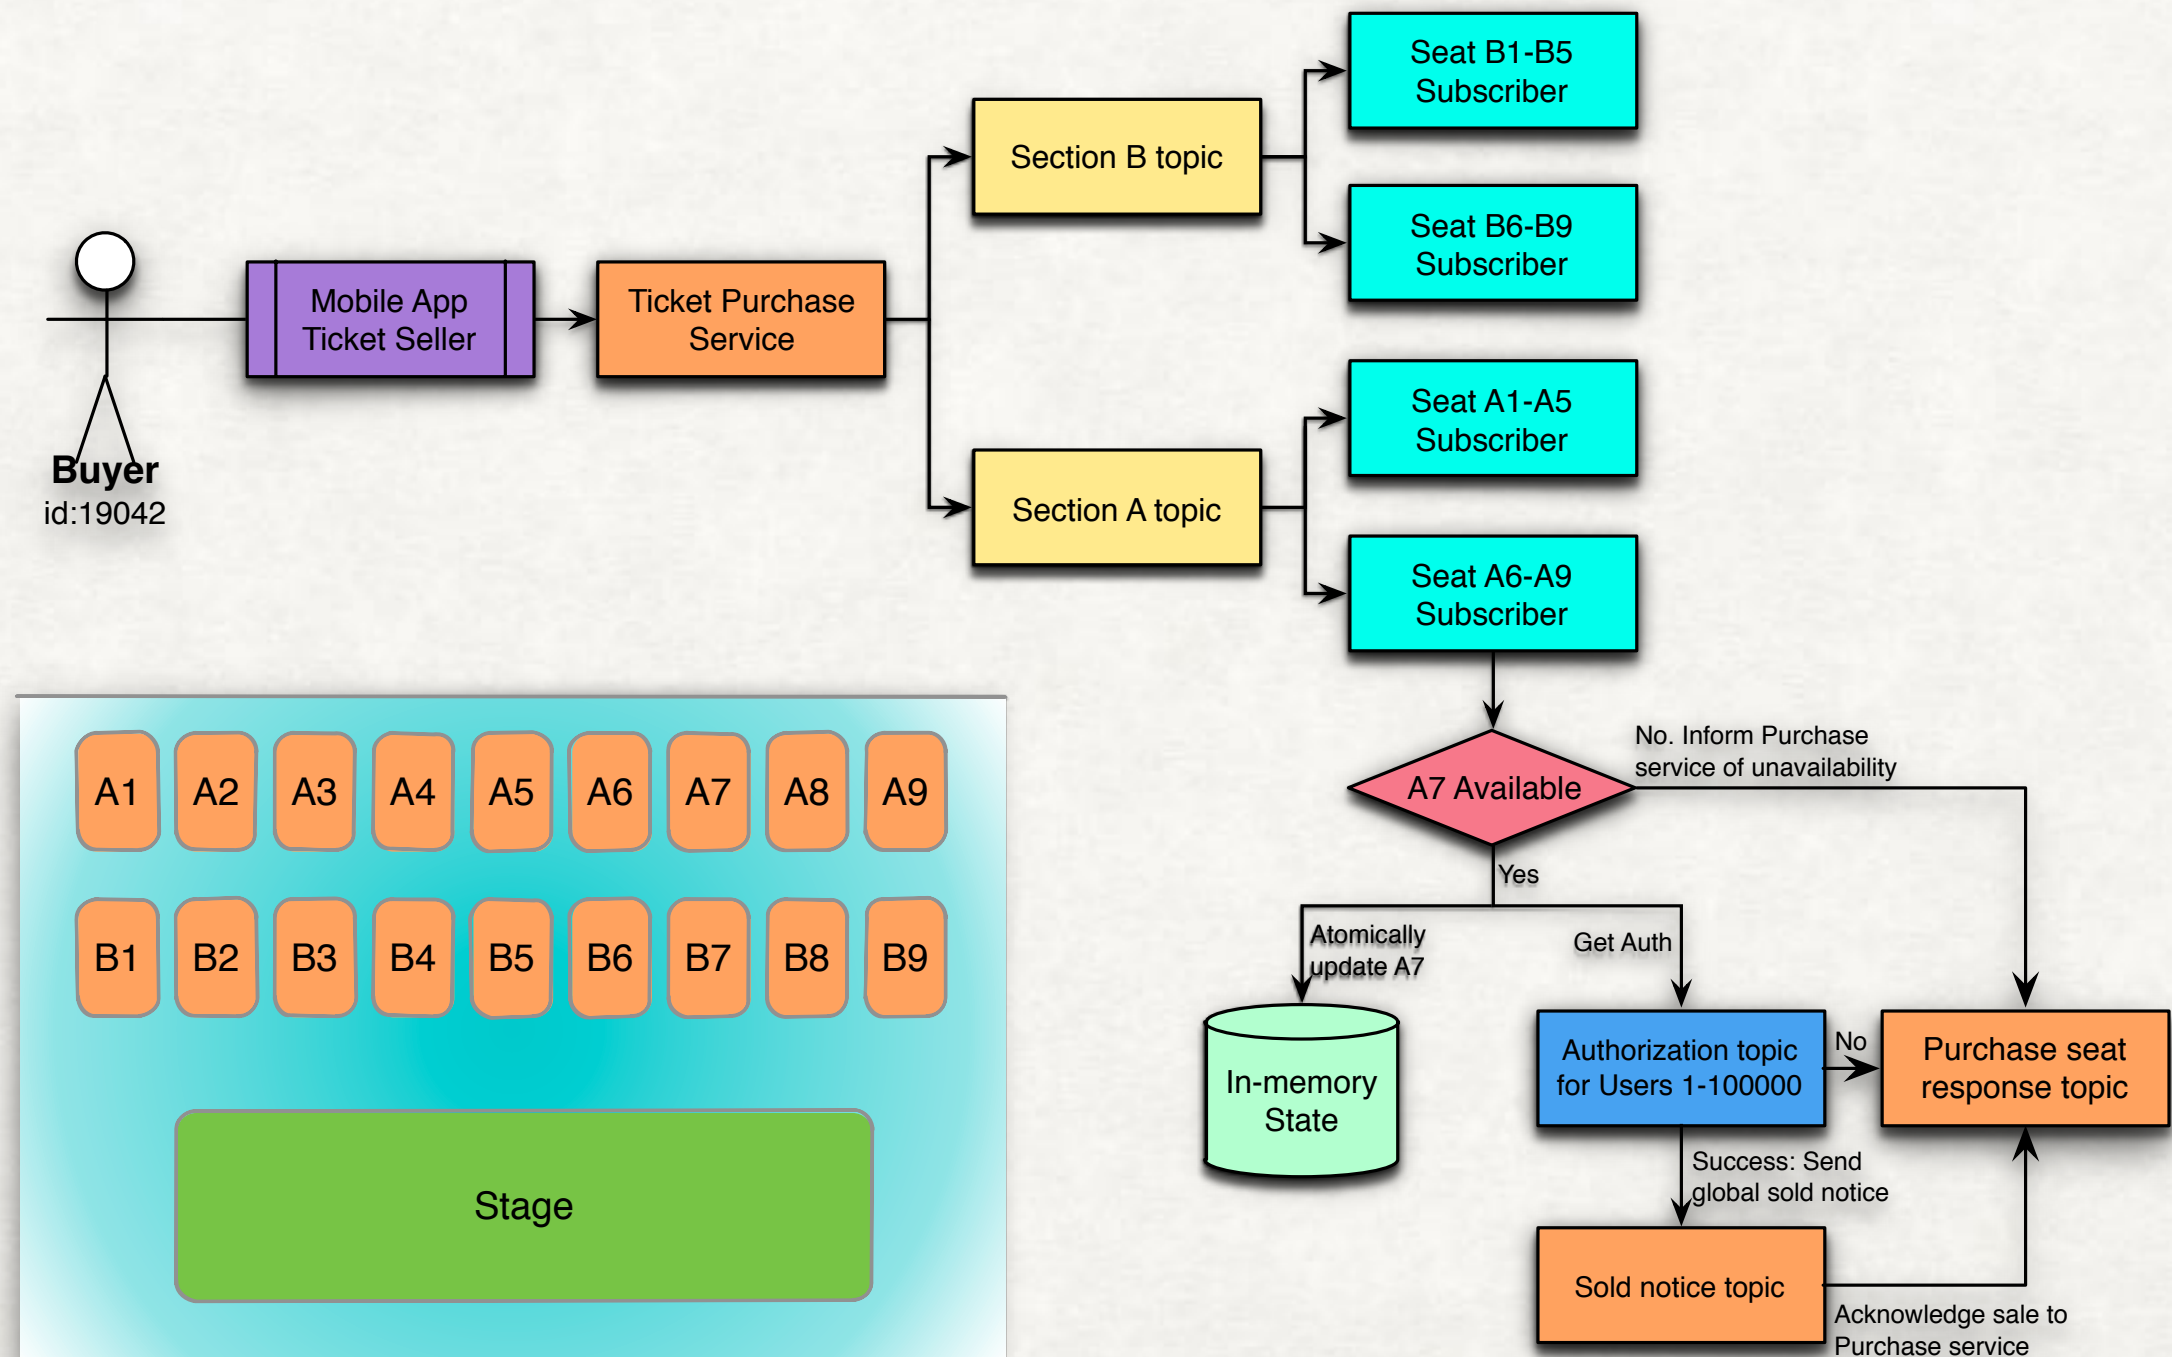 Seat B1-B5
Subscriber
Section B topic
Seat B6-B9
Subscriber
Mobile App
Ticket Seller
Ticket Purchase
Service
Buyer
id:19042
Seat A1-A5
Subscriber
Section A topic
Seat A6-A9
Subscriber
A7 Available
No. Inform Purchase
service of unavailability
Yes
Atomically
update A7
Get Auth
In-memory
State
Authorization topic
for Users 1-100000
No
Purchase seat
response topic
Success: Send
global sold notice
Sold notice topic
Acknowledge sale to
Purchase service
A1 A2 A3 A4 A5 A6 A7 A8 A9
B1 B2 B3 B4 B5 B6 B7 B8 B9
Stage